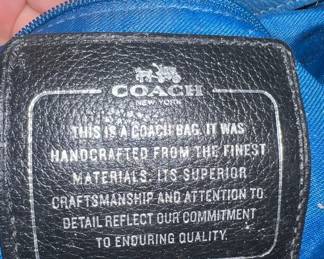 COACH
NEW YORK
THIS IS A COACH BAG. IT WAS
HANDCRAFTED FROM THE FINEST
MATERIALS. ITS SUPERIOR
CRAFTSMANSHIP AND ATTENTION TO
DETAIL REFLECT OUR COMMITMENT
TO ENDURING QUALITY.